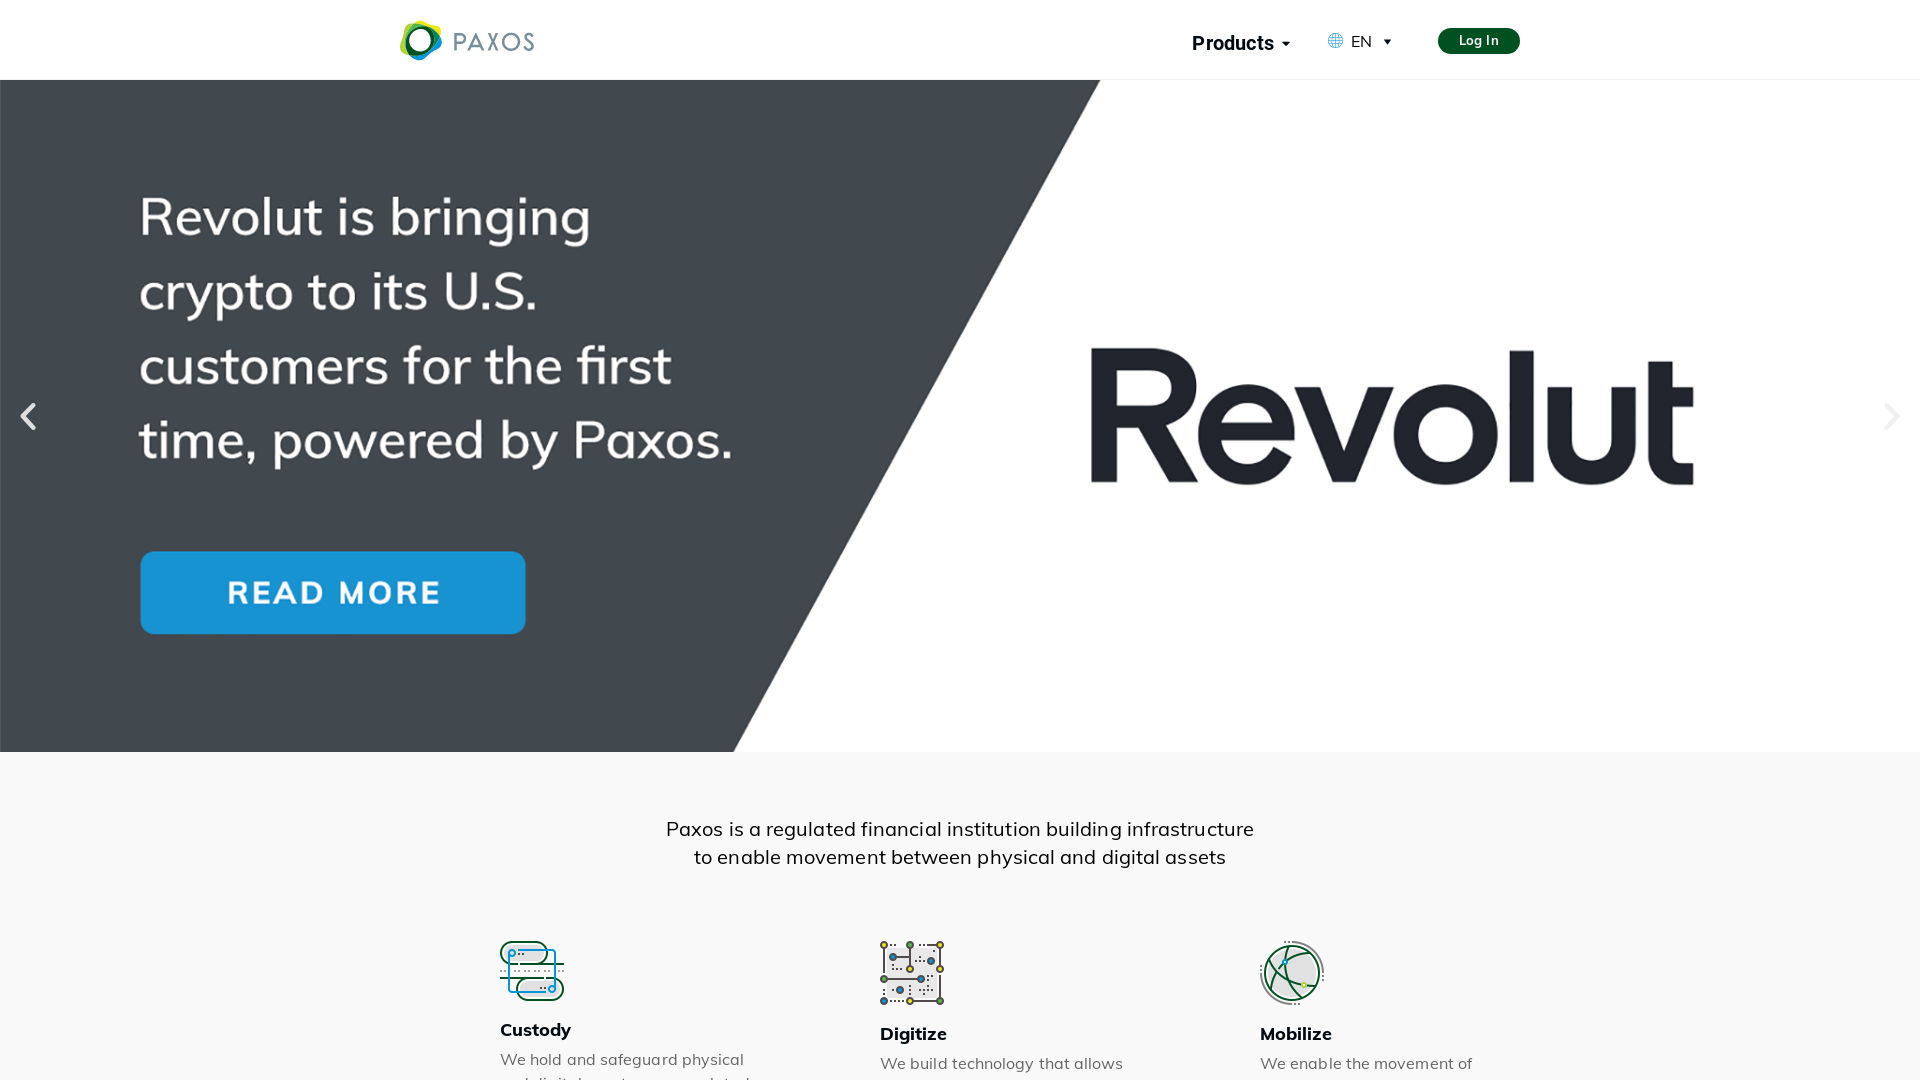 PAXOS
Products
EN
Log In
Revolut is bringing
crypto to its U.S.
customers for the first
time, powered by Paxos.
READ MORE
Revolut
Paxos is a regulated financial institution building infrastructure
to enable movement between physical and digital assets
Custody
We hold and safeguard physical
Digitize
We build technology that allows
Mobilize
We enable the movement of